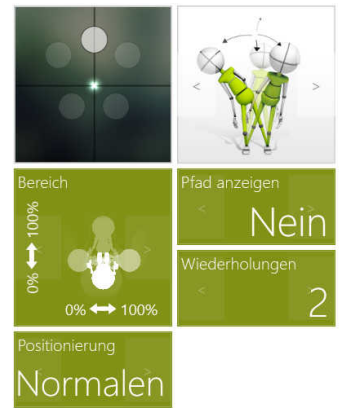 Bereich
0% 100%
0% 100%
Pfad anzeigen
Nein
Wiederholungen
2
Positionierung
Normalen